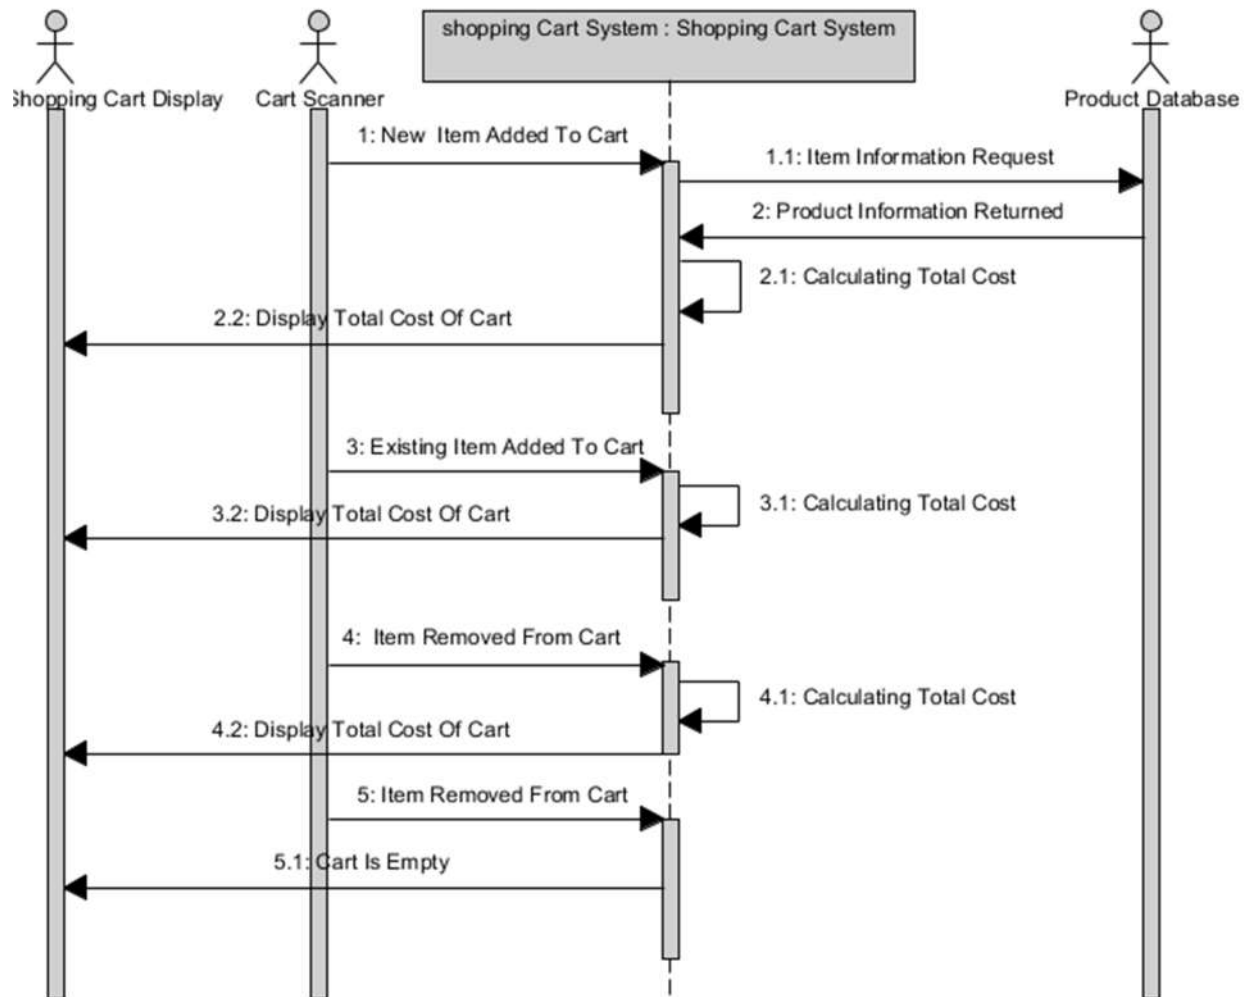 shopping Cart System : Shopping Cart System
Shopping Cart Display
Cart Scanner
Product Database
1: New  Item Added To Cart
1.1: Item Information Request
2: Product Information Returned
2.1: Calculating Total Cost
2.2: Display Total Cost Of Cart
3: Existing Item Added To Cart
3.1: Calculating Total Cost
3.2: Display Total Cost Of Cart
4:  Item Removed From Cart
4.1: Calculating Total Cost
4.2: Display Total Cost Of Cart
5: Item Removed From Cart
5.1: Cart Is Empty